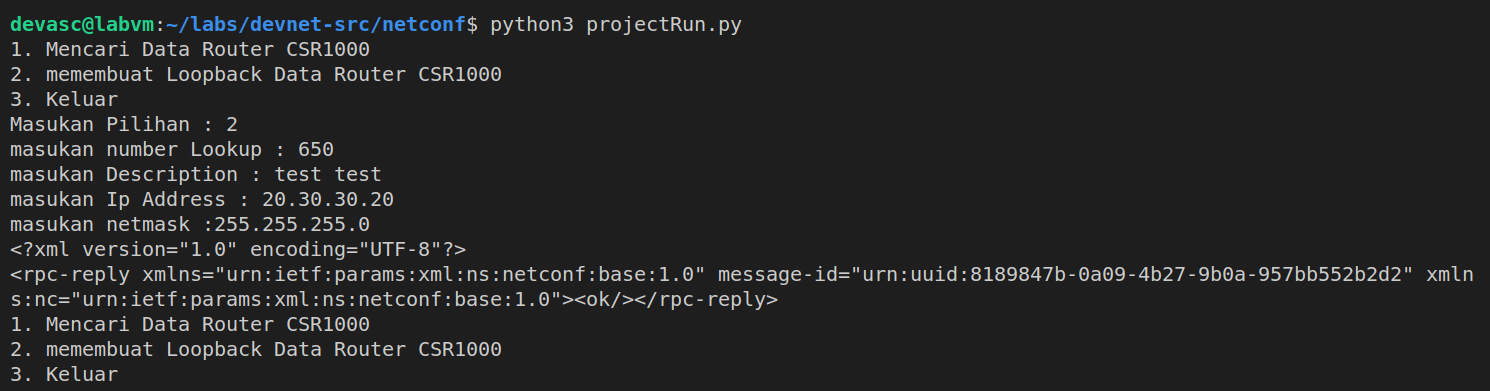 devasc@labvm:~/labs/devnet-src/netconf$ python3 projectRun.py
1. Mencari Data Router CSR1000
2. memembuat Loopback Data Router CSR1000
3. Keluar
Masukan Pilihan : 2
masukan number Lookup : 650
masukan Description : test test
masukan Ip Address : 20.30.30.20
masukan netmask :255.255.255.0
<?xml version="1.0" encoding="UTF-8"?>
<rpc-reply xmlns="urn:ietf:params:xml:ns:netconf:base:1.0" message-id="urn:uuid:8189847b-0a09-4b27-9b0a-957bb552b2d2" xmln
s:nc="urn:ietf:params:xml:ns:netconf:base:1.0"><ok/></rpc-reply>
1. Mencari Data Router CSR1000
2. memembuat Loopback Data Router CSR1000
3. Keluar